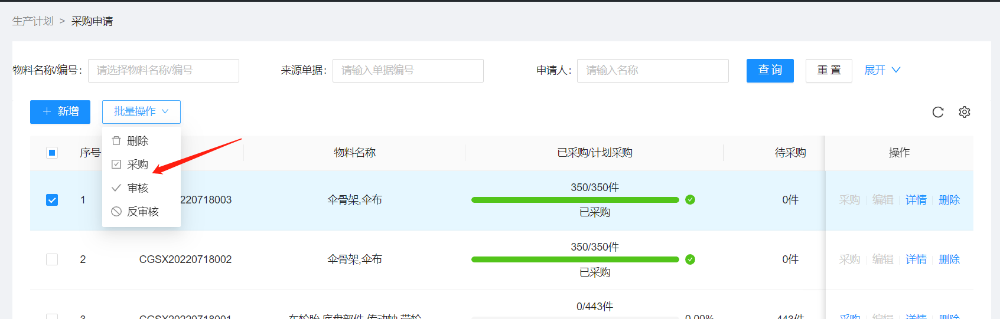 生产计划 > 采购申请
物料名称/编号: 请选择物料名称/编号 来源单据: 请输入单据编号 申请人: 请输入名称 查询 重置 展开
+ 新增 批量操作
删除
采购
审核
反审核
序号 物料名称 已采购/计划采购 待采购 操作
350/350件
1 20220718003 伞骨架,伞布 0件 采购 编辑 详情 删除
已采购
350/350件
2 CGSX20220718002 伞骨架,伞布 0件 采购 编辑 详情 删除
已采购
0/443件
3 CGSX20220718001 车轮胎,底盘部件,传动轴,带轮 0.00% 443件 采购 编辑 详情 删除